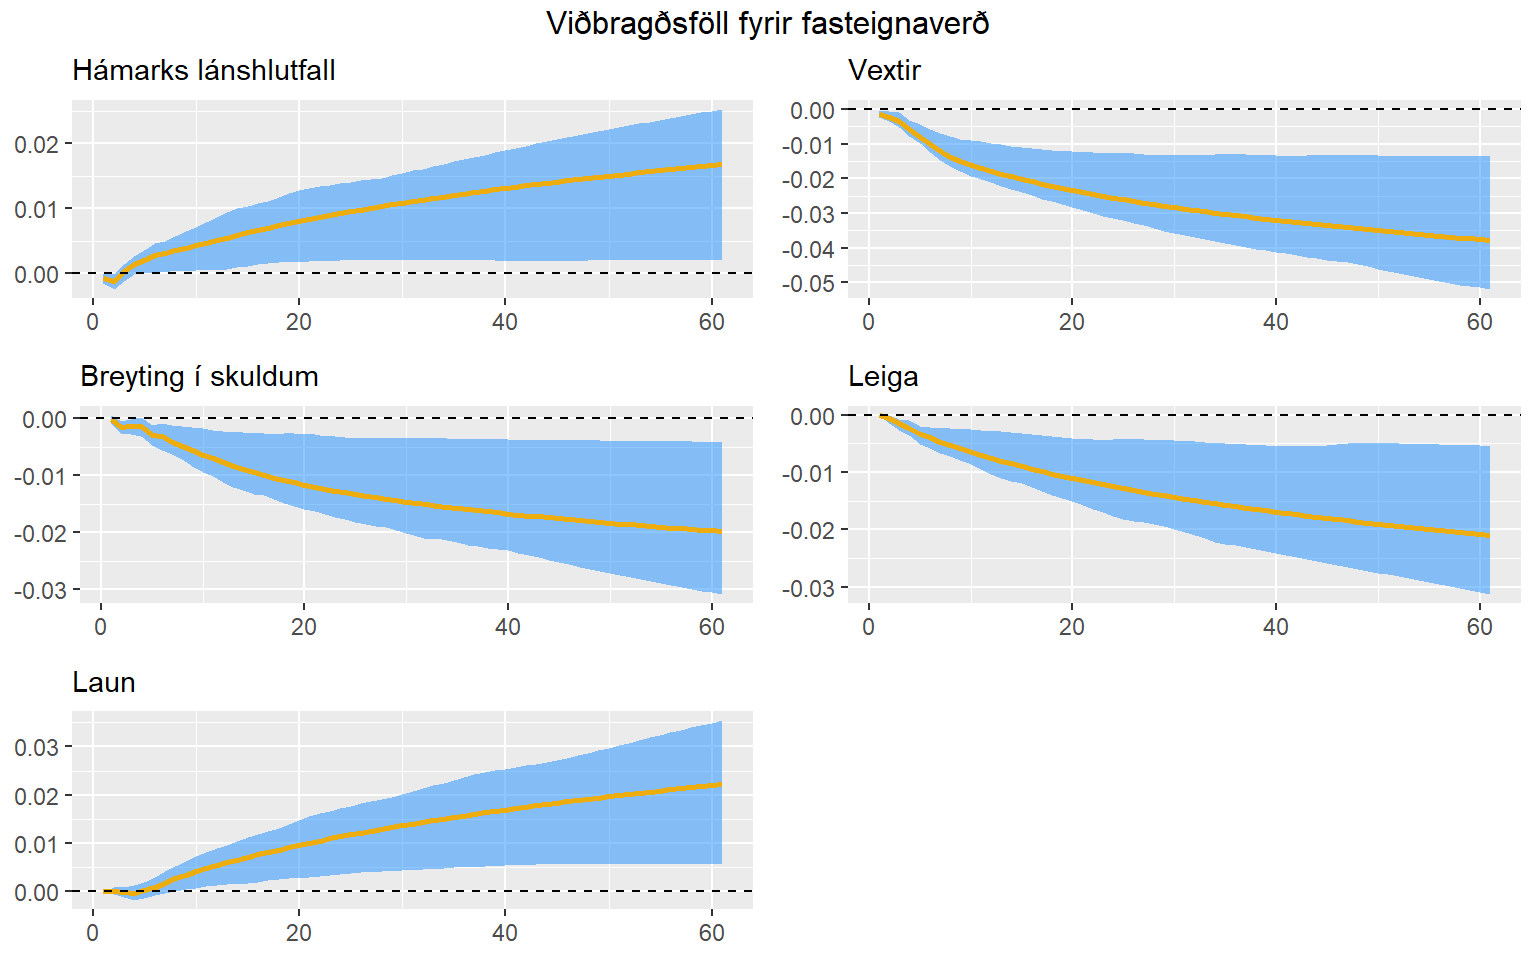 Viðbragðsföll fyrir fasteignaverð
Hámarks lánshlutfall
0.02
0.01
0.00
0 20 40 60
Vextir
0.00
-0.01
-0.02
-0.03
-0.04
-0.05
0 20 40 60
Breyting í skuldum
0.00
-0.01
-0.02
-0.03
0 20 40 60
Leiga
0.00
-0.01
-0.02
-0.03
0 20 40 60
Laun
0.03
0.02
0.01
0.00
0 20 40 60